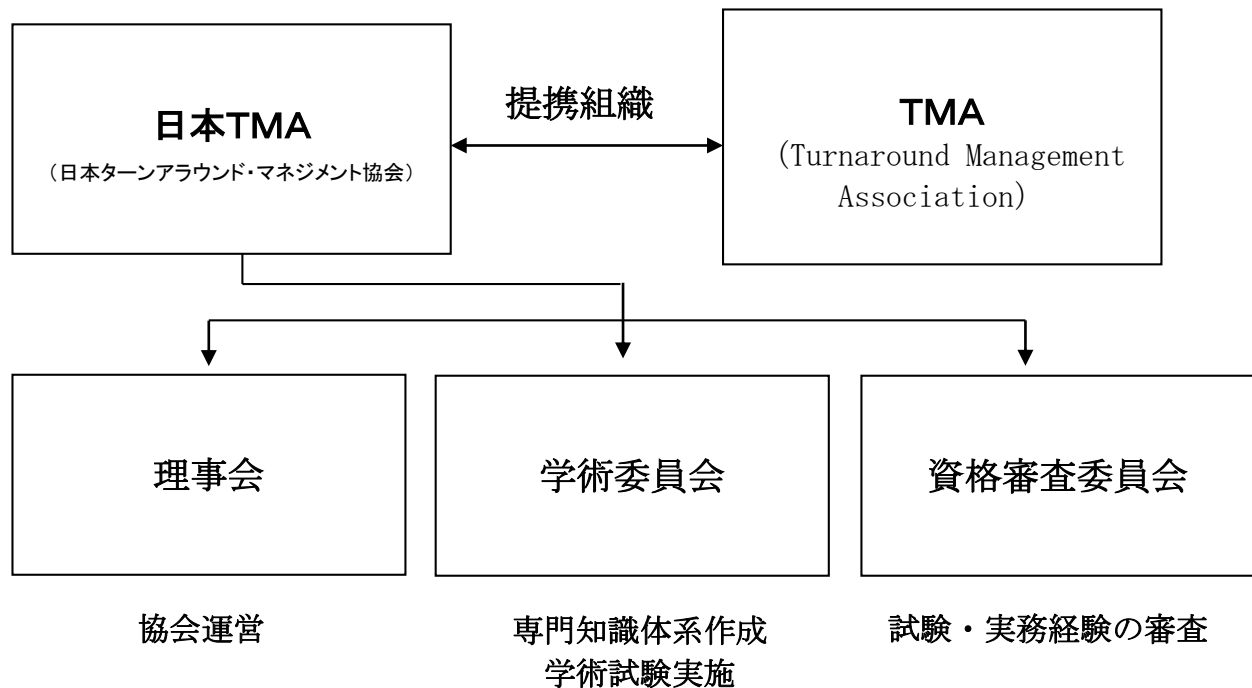 提携組織
日本TMA
（日本ターンアラウンド・マネジメント協会）
TMA
(Turnaround Management
Association)
理事会
学術委員会
資格審査委員会
協会運営
専門知識体系作成
学術試験実施
試験・実務経験の審査